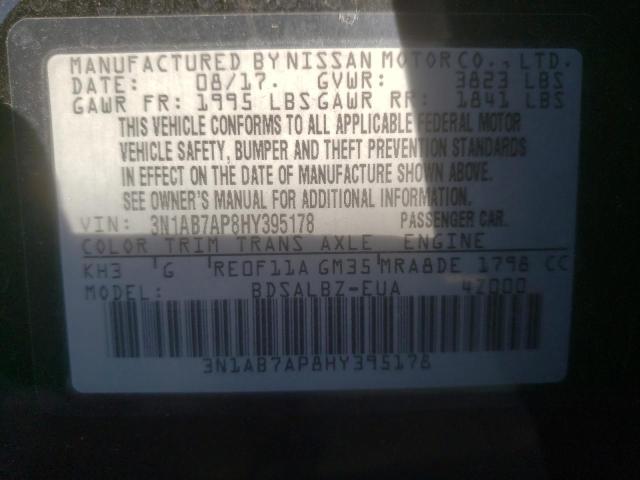 MANUFACTURED BY NISSAN MOTOR CO., LTD.
DATE: 08/17. GVWR: 3823 LBS
GAWR FR: 1995 LBS GAWR RR: 1841 LBS
THIS VEHICLE CONFORMS TO ALL APPLICABLE FEDERAL MOTOR
VEHICLE SAFETY, BUMPER AND THEFT PREVENTION STANDARDS
IN EFFECT ON THE DATE OF MANUFACTURE SHOWN ABOVE.
SEE OWNER'S MANUAL FOR ADDITIONAL INFORMATION.
VIN: 3N1AB7AP8HY395178 PASSENGER CAR.
COLOR TRIM TRANS AXLE ENGINE
KH3 G RE0F11A GM35 MRA8DE 1798 CC
MODEL BDSALBZ-EUA 4Z000
3N1AB7AP8HY395178